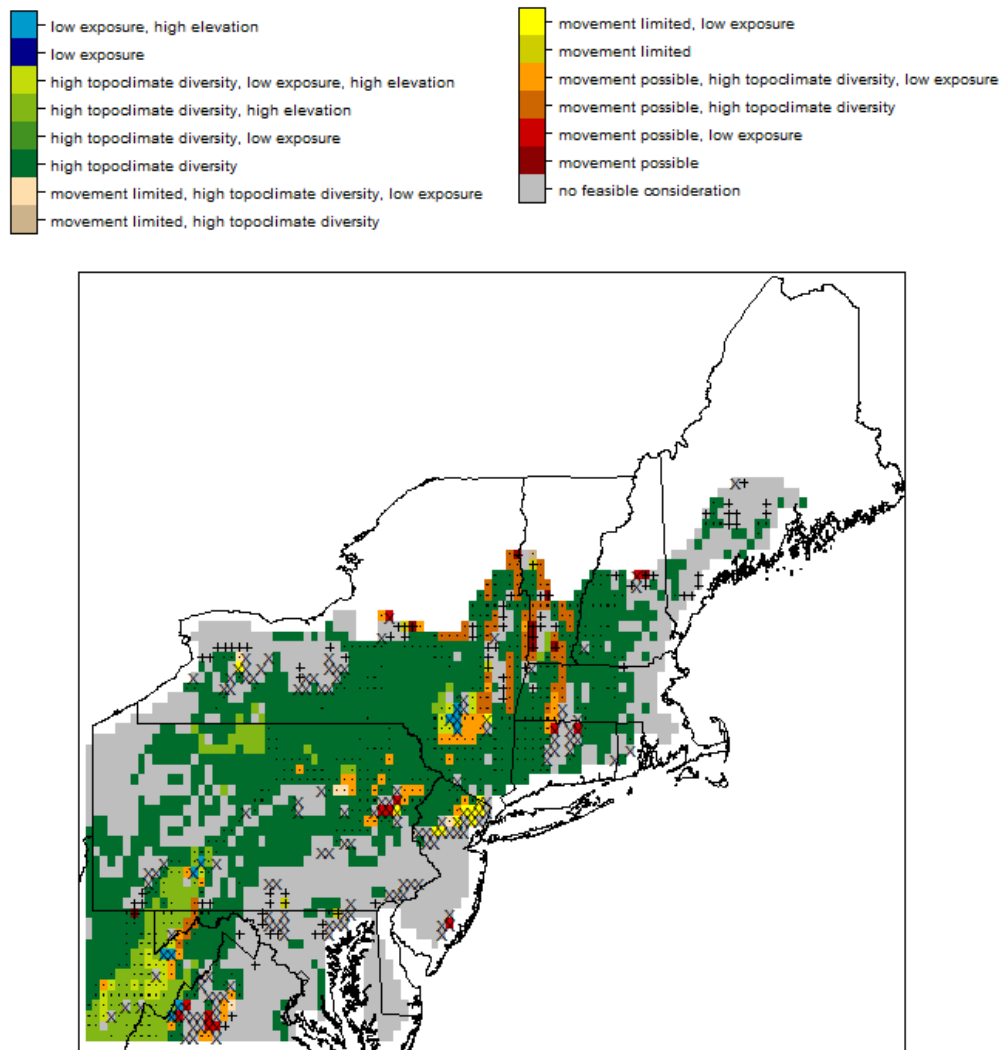 low exposure, high elevation
low exposure
high topoclimate diversity, low exposure, high elevation
high topoclimate diversity, high elevation
high topoclimate diversity, low exposure
high topoclimate diversity
movement limited, high topoclimate diversity, low exposure
movement limited, high topoclimate diversity
movement limited, low exposure
movement limited
movement possible, high topoclimate diversity, low exposure
movement possible, high topoclimate diversity
movement possible, low exposure
movement possible
no feasible consideration